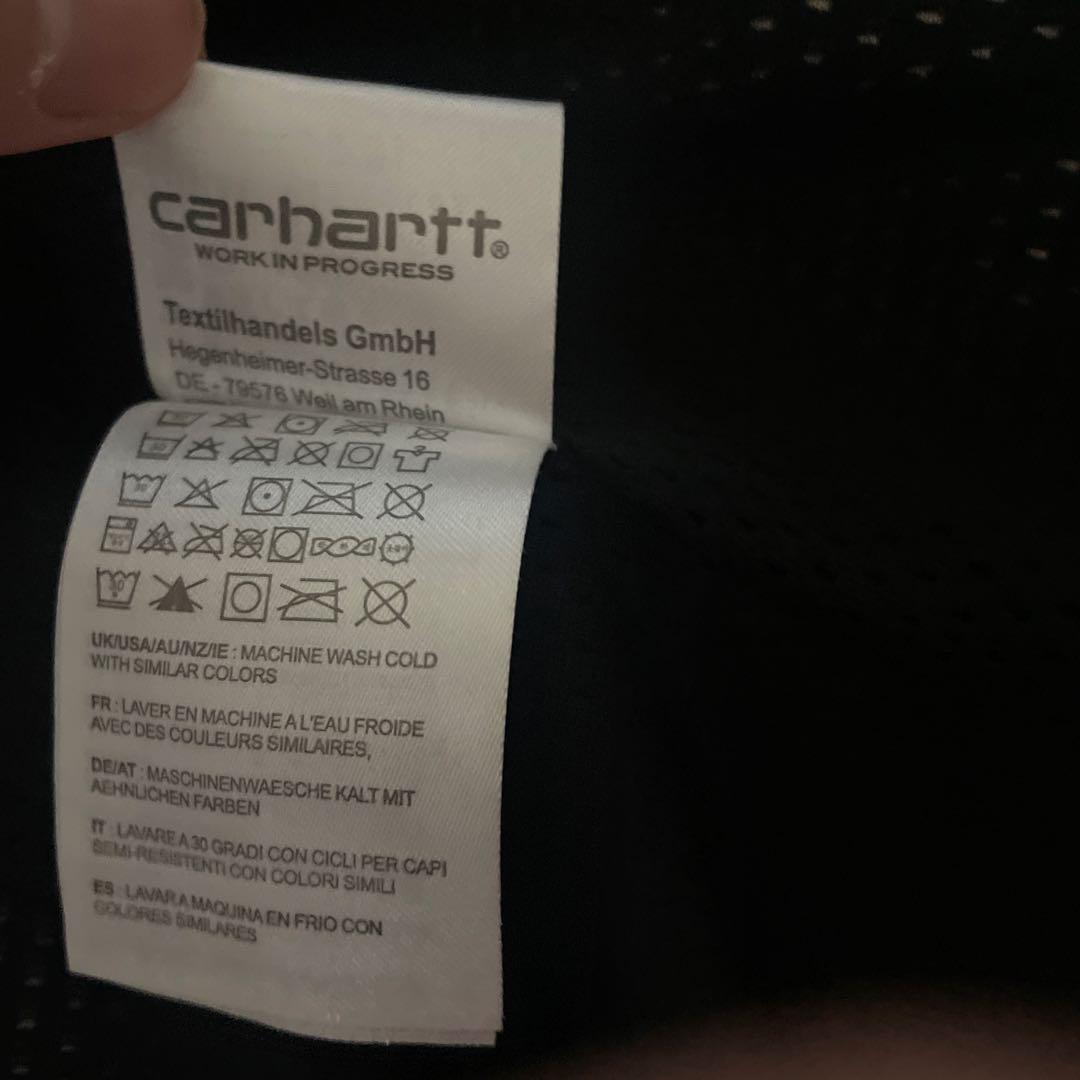 carhartt®
WORK IN PROGRESS
Textilhandels GmbH
Hegenheimer-Strasse 16
DE - 79576 Weil am Rhein
30
UK/USA/AU/NZ/IE : MACHINE WASH COLD
WITH SIMILAR COLORS
FR : LAVER EN MACHINE A L'EAU FROIDE
AVEC DES COULEURS SIMILAIRES,
DE/AT : MASCHINENWAESCHE KALT MIT
AEHNLICHEN FARBEN
IT : LAVARE A 30 GRADI CON CICLI PER CAPI
SEMI-RESISTENTI CON COLORI SIMILI
ES : LAVAR A MAQUINA EN FRIO CON
COLORES SIMILARES